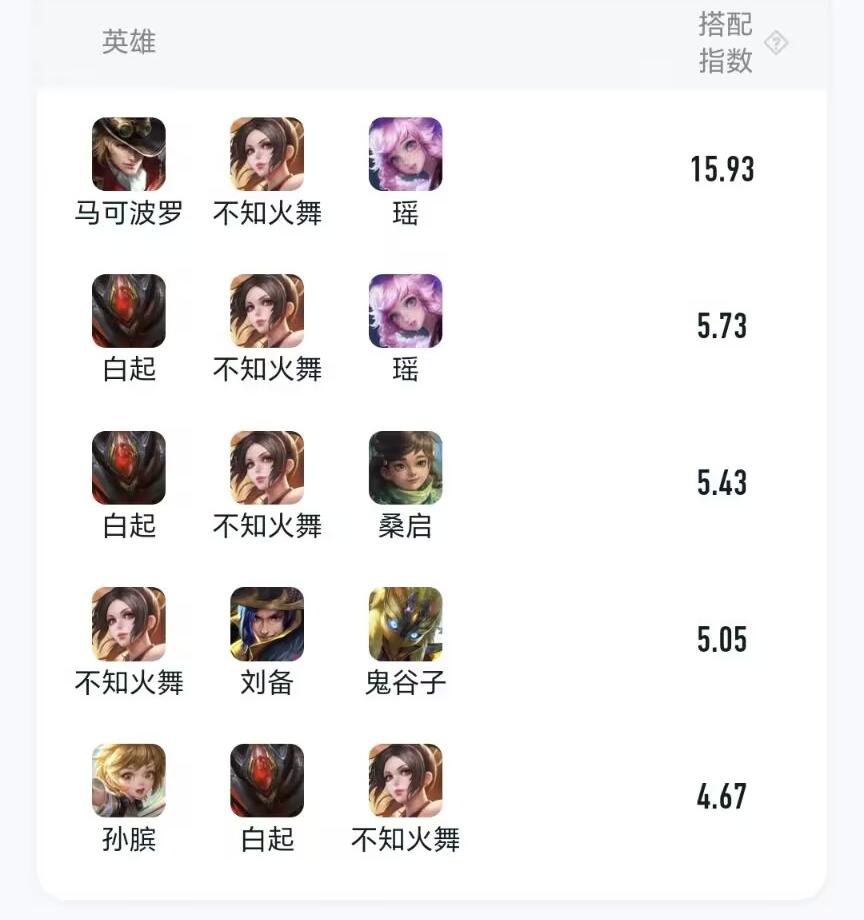 英雄
搭配
指数
?
马可波罗 不知火舞 瑶 15.93
白起 不知火舞 瑶 5.73
白起 不知火舞 桑启 5.43
不知火舞 刘备 鬼谷子 5.05
孙膑 白起 不知火舞 4.67